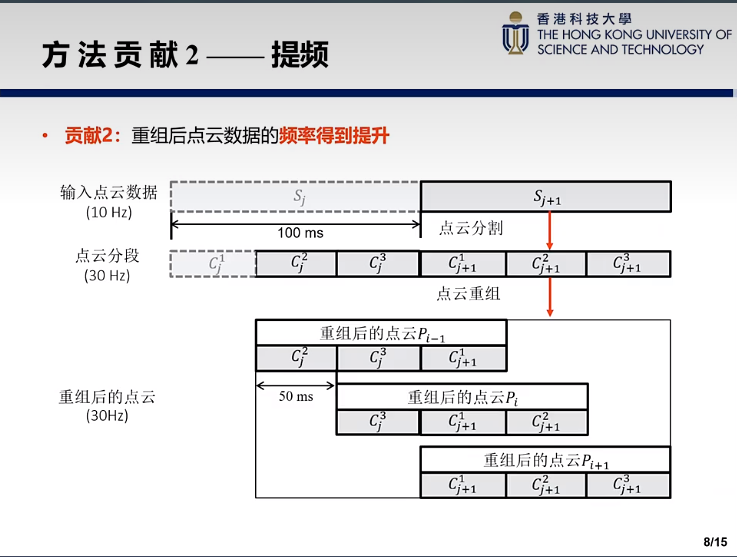 香港科技大學
THE HONG KONG UNIVERSITY OF
SCIENCE AND TECHNOLOGY
方法贡献2 —— 提频
• 贡献2：重组后点云数据的频率得到提升
输入点云数据
(10 Hz)
S_j
S_{j+1}
100 ms
点云分割
点云分段
(30 Hz)
C_j^1 C_j^2 C_j^3 C_{j+1}^1 C_{j+1}^2 C_{j+1}^3
点云重组
重组后的点云P_{i−1}
C_j^2 C_j^3 C_{j+1}^1
50 ms
重组后的点云P_i
重组后的点云
(30Hz)
C_j^3 C_{j+1}^1 C_{j+1}^2
重组后的点云P_{i+1}
C_{j+1}^1 C_{j+1}^2 C_{j+1}^3
8/15